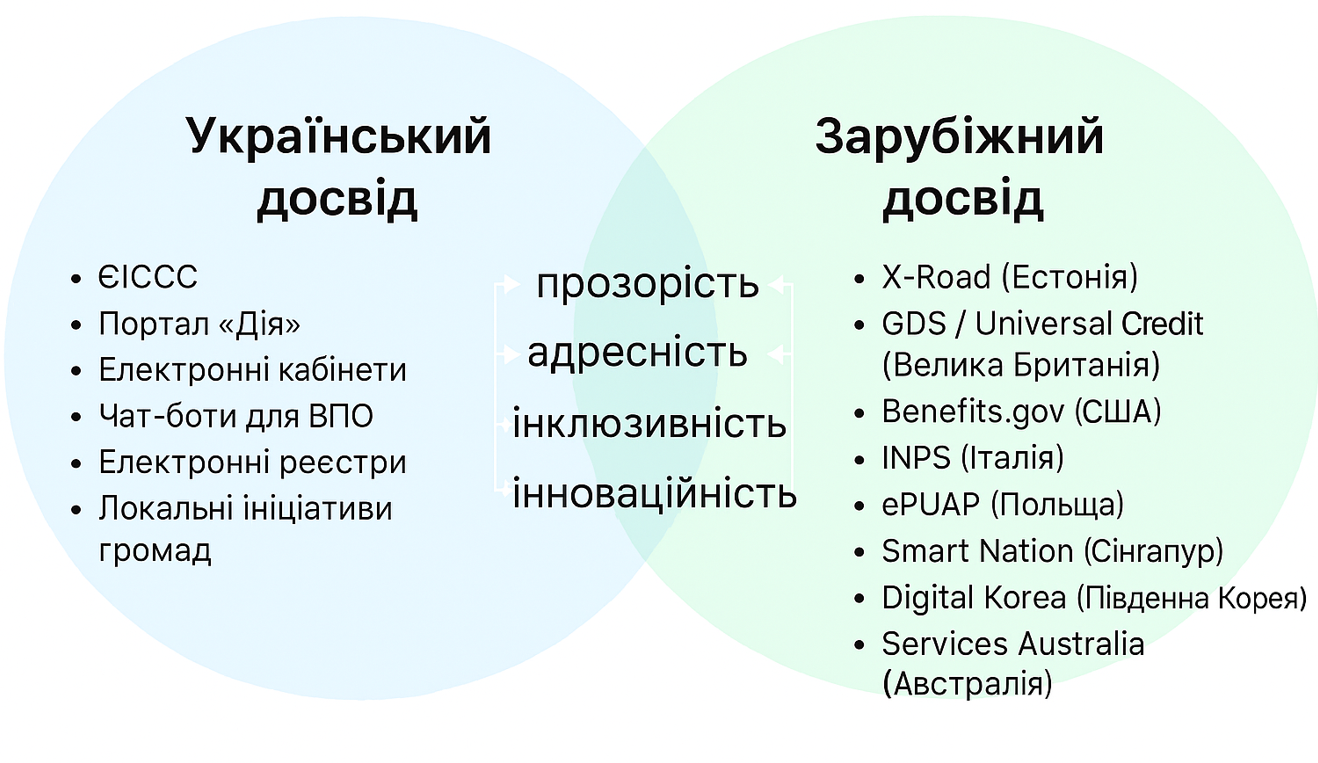 Український
досвід
• ЄІССС
• Портал «Дія»
• Електронні кабінети
• Чат-боти для ВПО
• Електронні реєстри
• Локальні ініціативи
громад
прозорість
адресність
інклюзивність
інноваційність
Зарубіжний
досвід
• X-Road (Естонія)
• GDS / Universal Credit
(Велика Британія)
• Benefits.gov (США)
• INPS (Італія)
• ePUAP (Польща)
• Smart Nation (Сінгапур)
• Digital Korea (Південна Корея)
• Services Australia
(Австралія)